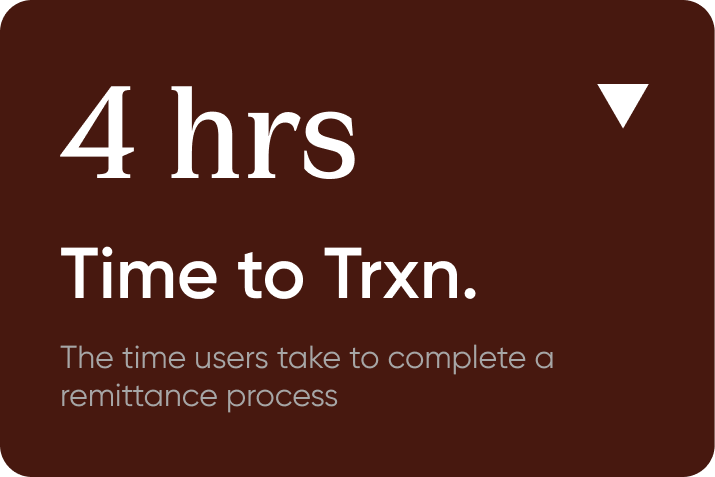 4 hrs
Time to Trxn.
The time users take to complete a
remittance process